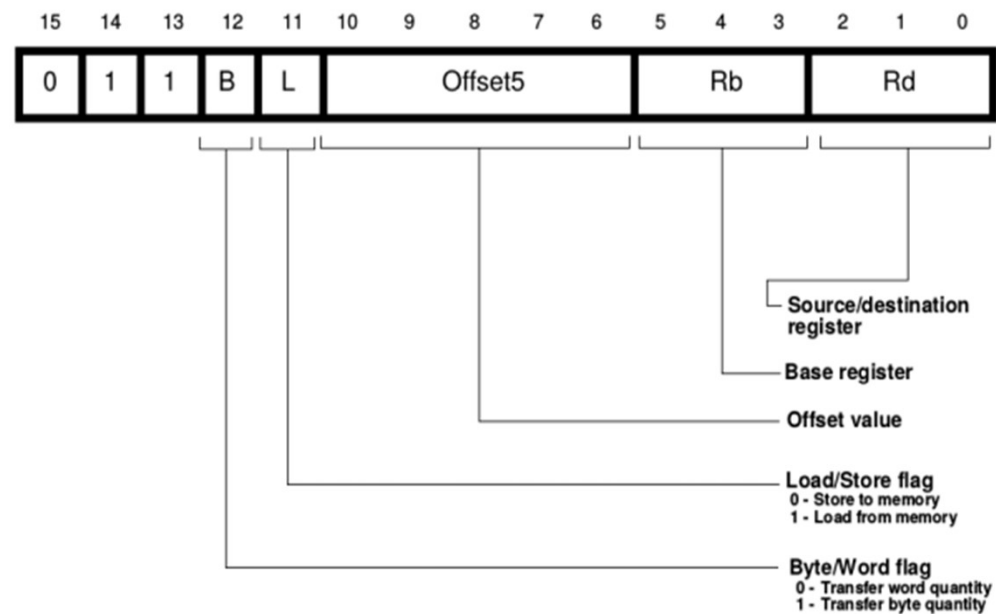 15 14 13 12 11 10 9 8 7 6 5 4 3 2 1 0
0 1 1 B L Offset5 Rb Rd
Source/destination
register
Base register
Offset value
Load/Store flag
0 - Store to memory
1 - Load from memory
Byte/Word flag
0 - Transfer word quantity
1 - Transfer byte quantity